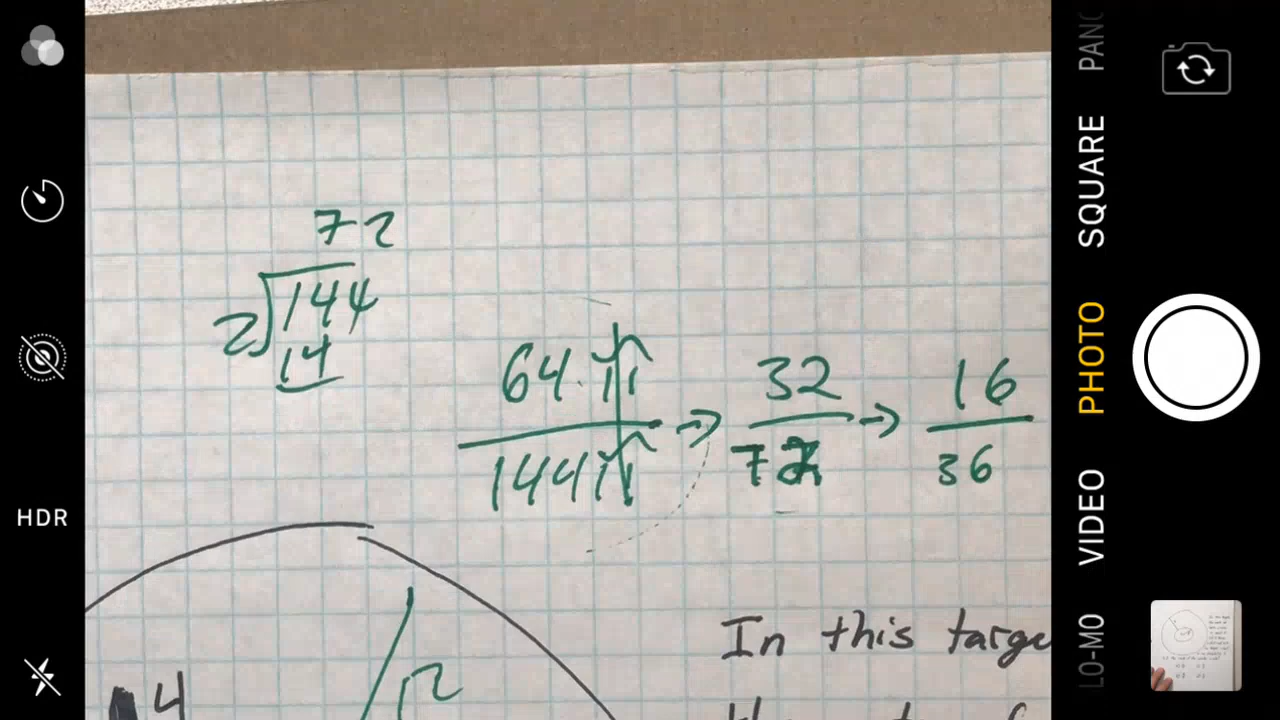 72
2 144
14
64·π / 144π → 32 / 72 → 16 / 36
In this targe
4
12
HDR
PANO
SQUARE
PHOTO
VIDEO
LO-MO